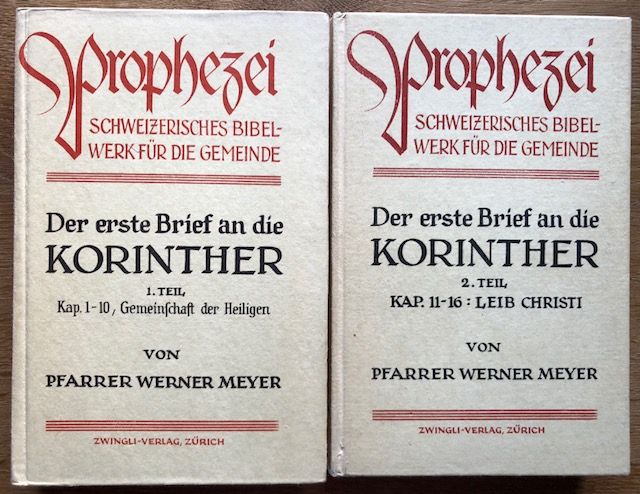 Prophezei
SCHWEIZERISCHES BIBEL-
WERK FÜR DIE GEMEINDE
Der erste Brief an die
KORINTHER
1. TEIL
Kap. 1-10, Gemeinſchaft der Heiligen
VON
PFARRER WERNER MEYER
ZWINGLI-VERLAG, ZÜRICH
Prophezei
SCHWEIZERISCHES BIBEL-
WERK FÜR DIE GEMEINDE
Der erste Brief an die
KORINTHER
2. TEIL
KAP. 11-16: LEIB CHRISTI
VON
PFARRER WERNER MEYER
ZWINGLI-VERLAG, ZÜRICH